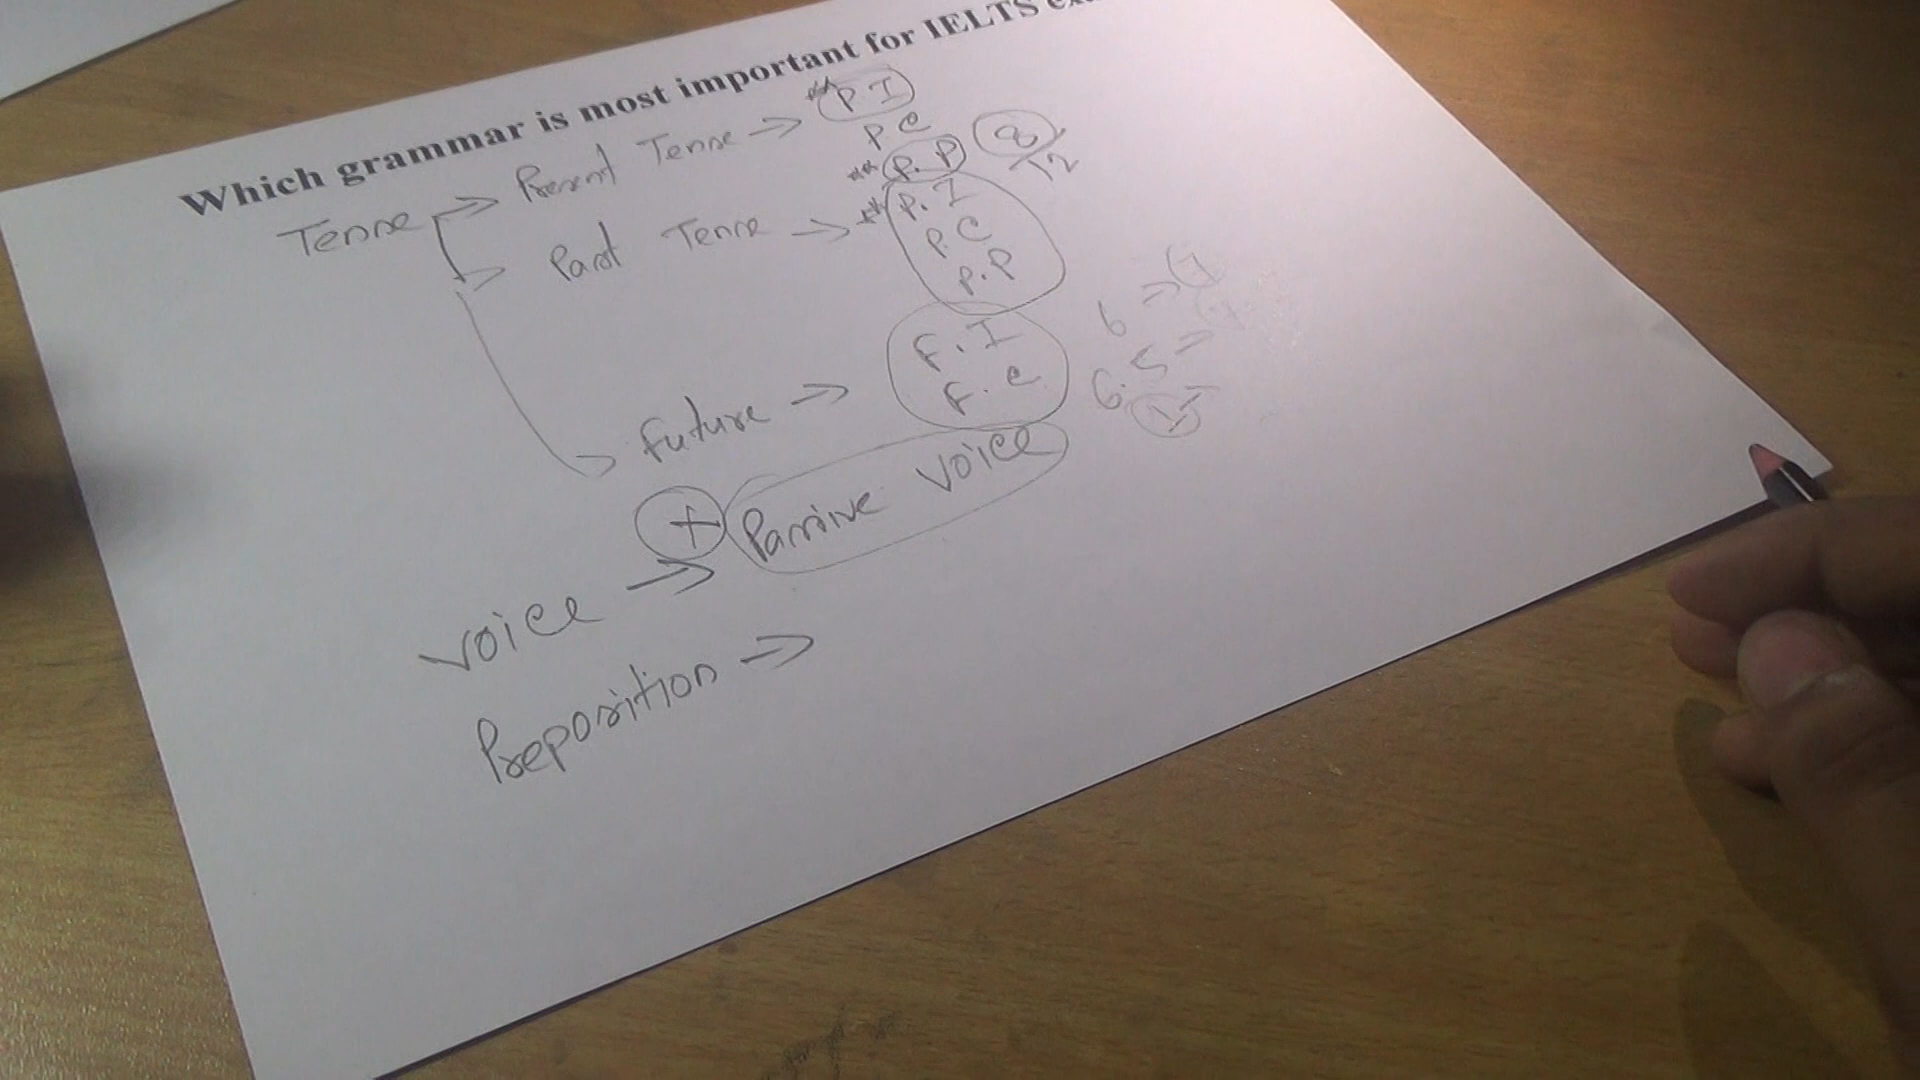 Which grammar is most important for IELTS
Tense → Present Tense → ** P I
P C
** P. P 8/12
Past Tense → ** P. I
P. C
P. P
6 → 7
Future → F. I
F. C
6.5 =
+ Passive Voice
Voice →
Preposition →